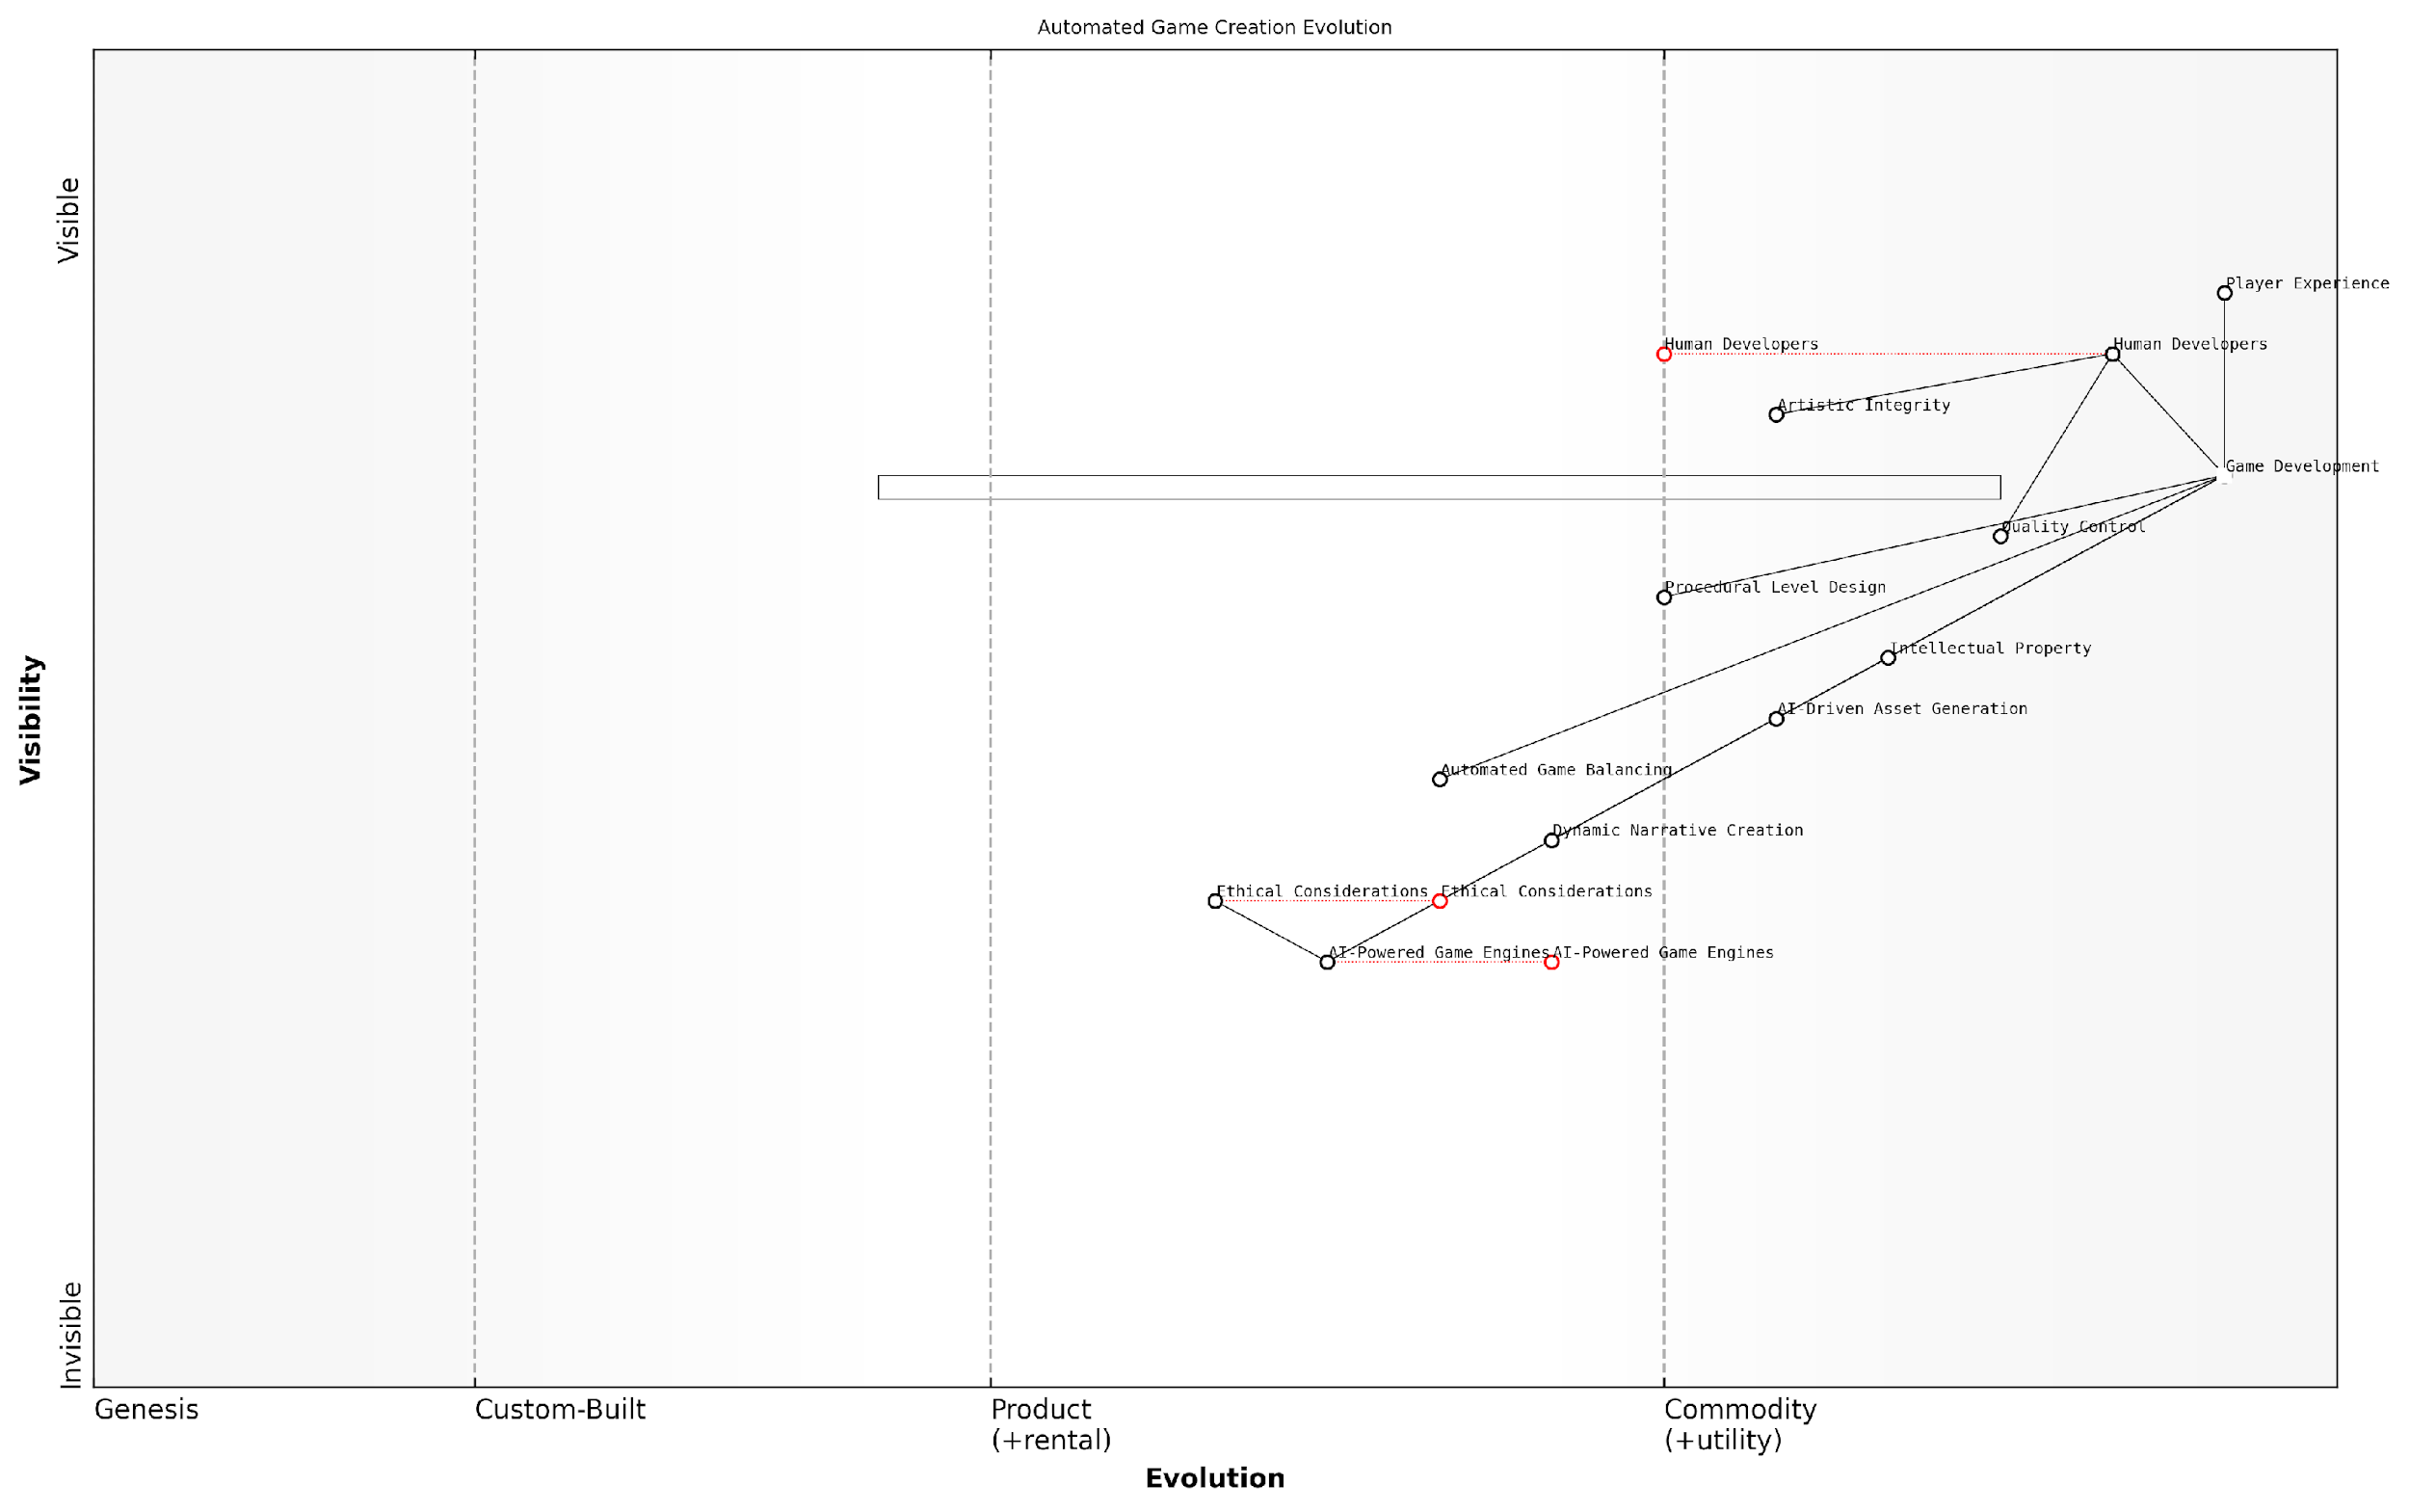 Automated Game Creation Evolution
Visible
Player Experience
Human Developers
Human Developers
Artistic Integrity
Game Development
Quality Control
Procedural Level Design
Intellectual Property
Visibility
AI-Driven Asset Generation
Automated Game Balancing
Dynamic Narrative Creation
Ethical Considerations
Ethical Considerations
AI-Powered Game Engines
AI-Powered Game Engines
Invisible
Genesis
Custom-Built
Product
(+rental)
Commodity
(+utility)
Evolution